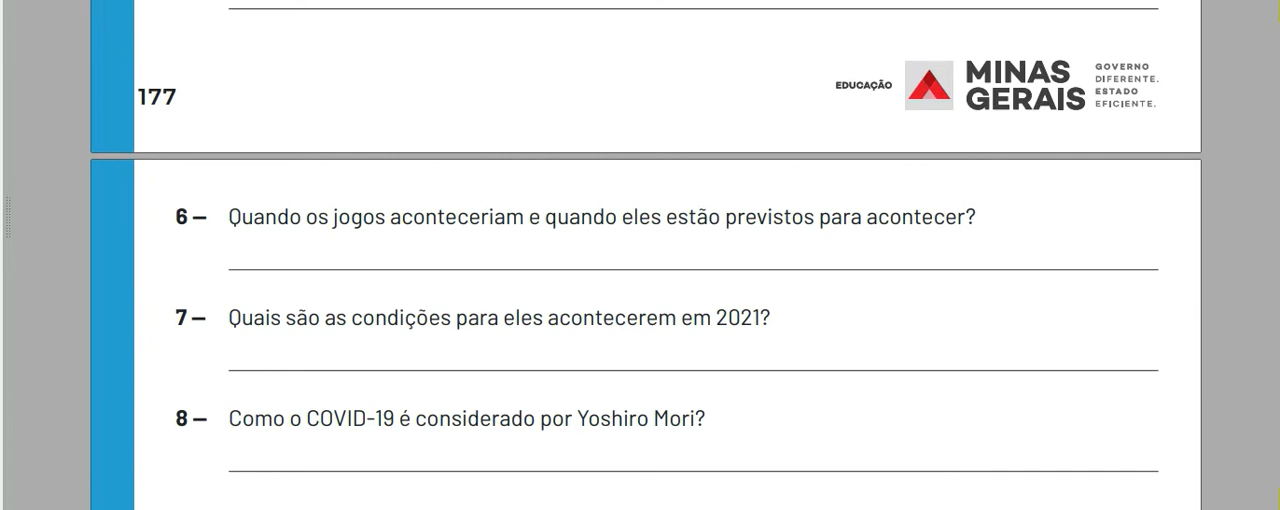 177
EDUCAÇÃO
MINAS
GERAIS
GOVERNO
DIFERENTE.
ESTADO
EFICIENTE.
6 – Quando os jogos aconteceriam e quando eles estão previstos para acontecer?
7 – Quais são as condições para eles acontecerem em 2021?
8 – Como o COVID-19 é considerado por Yoshiro Mori?